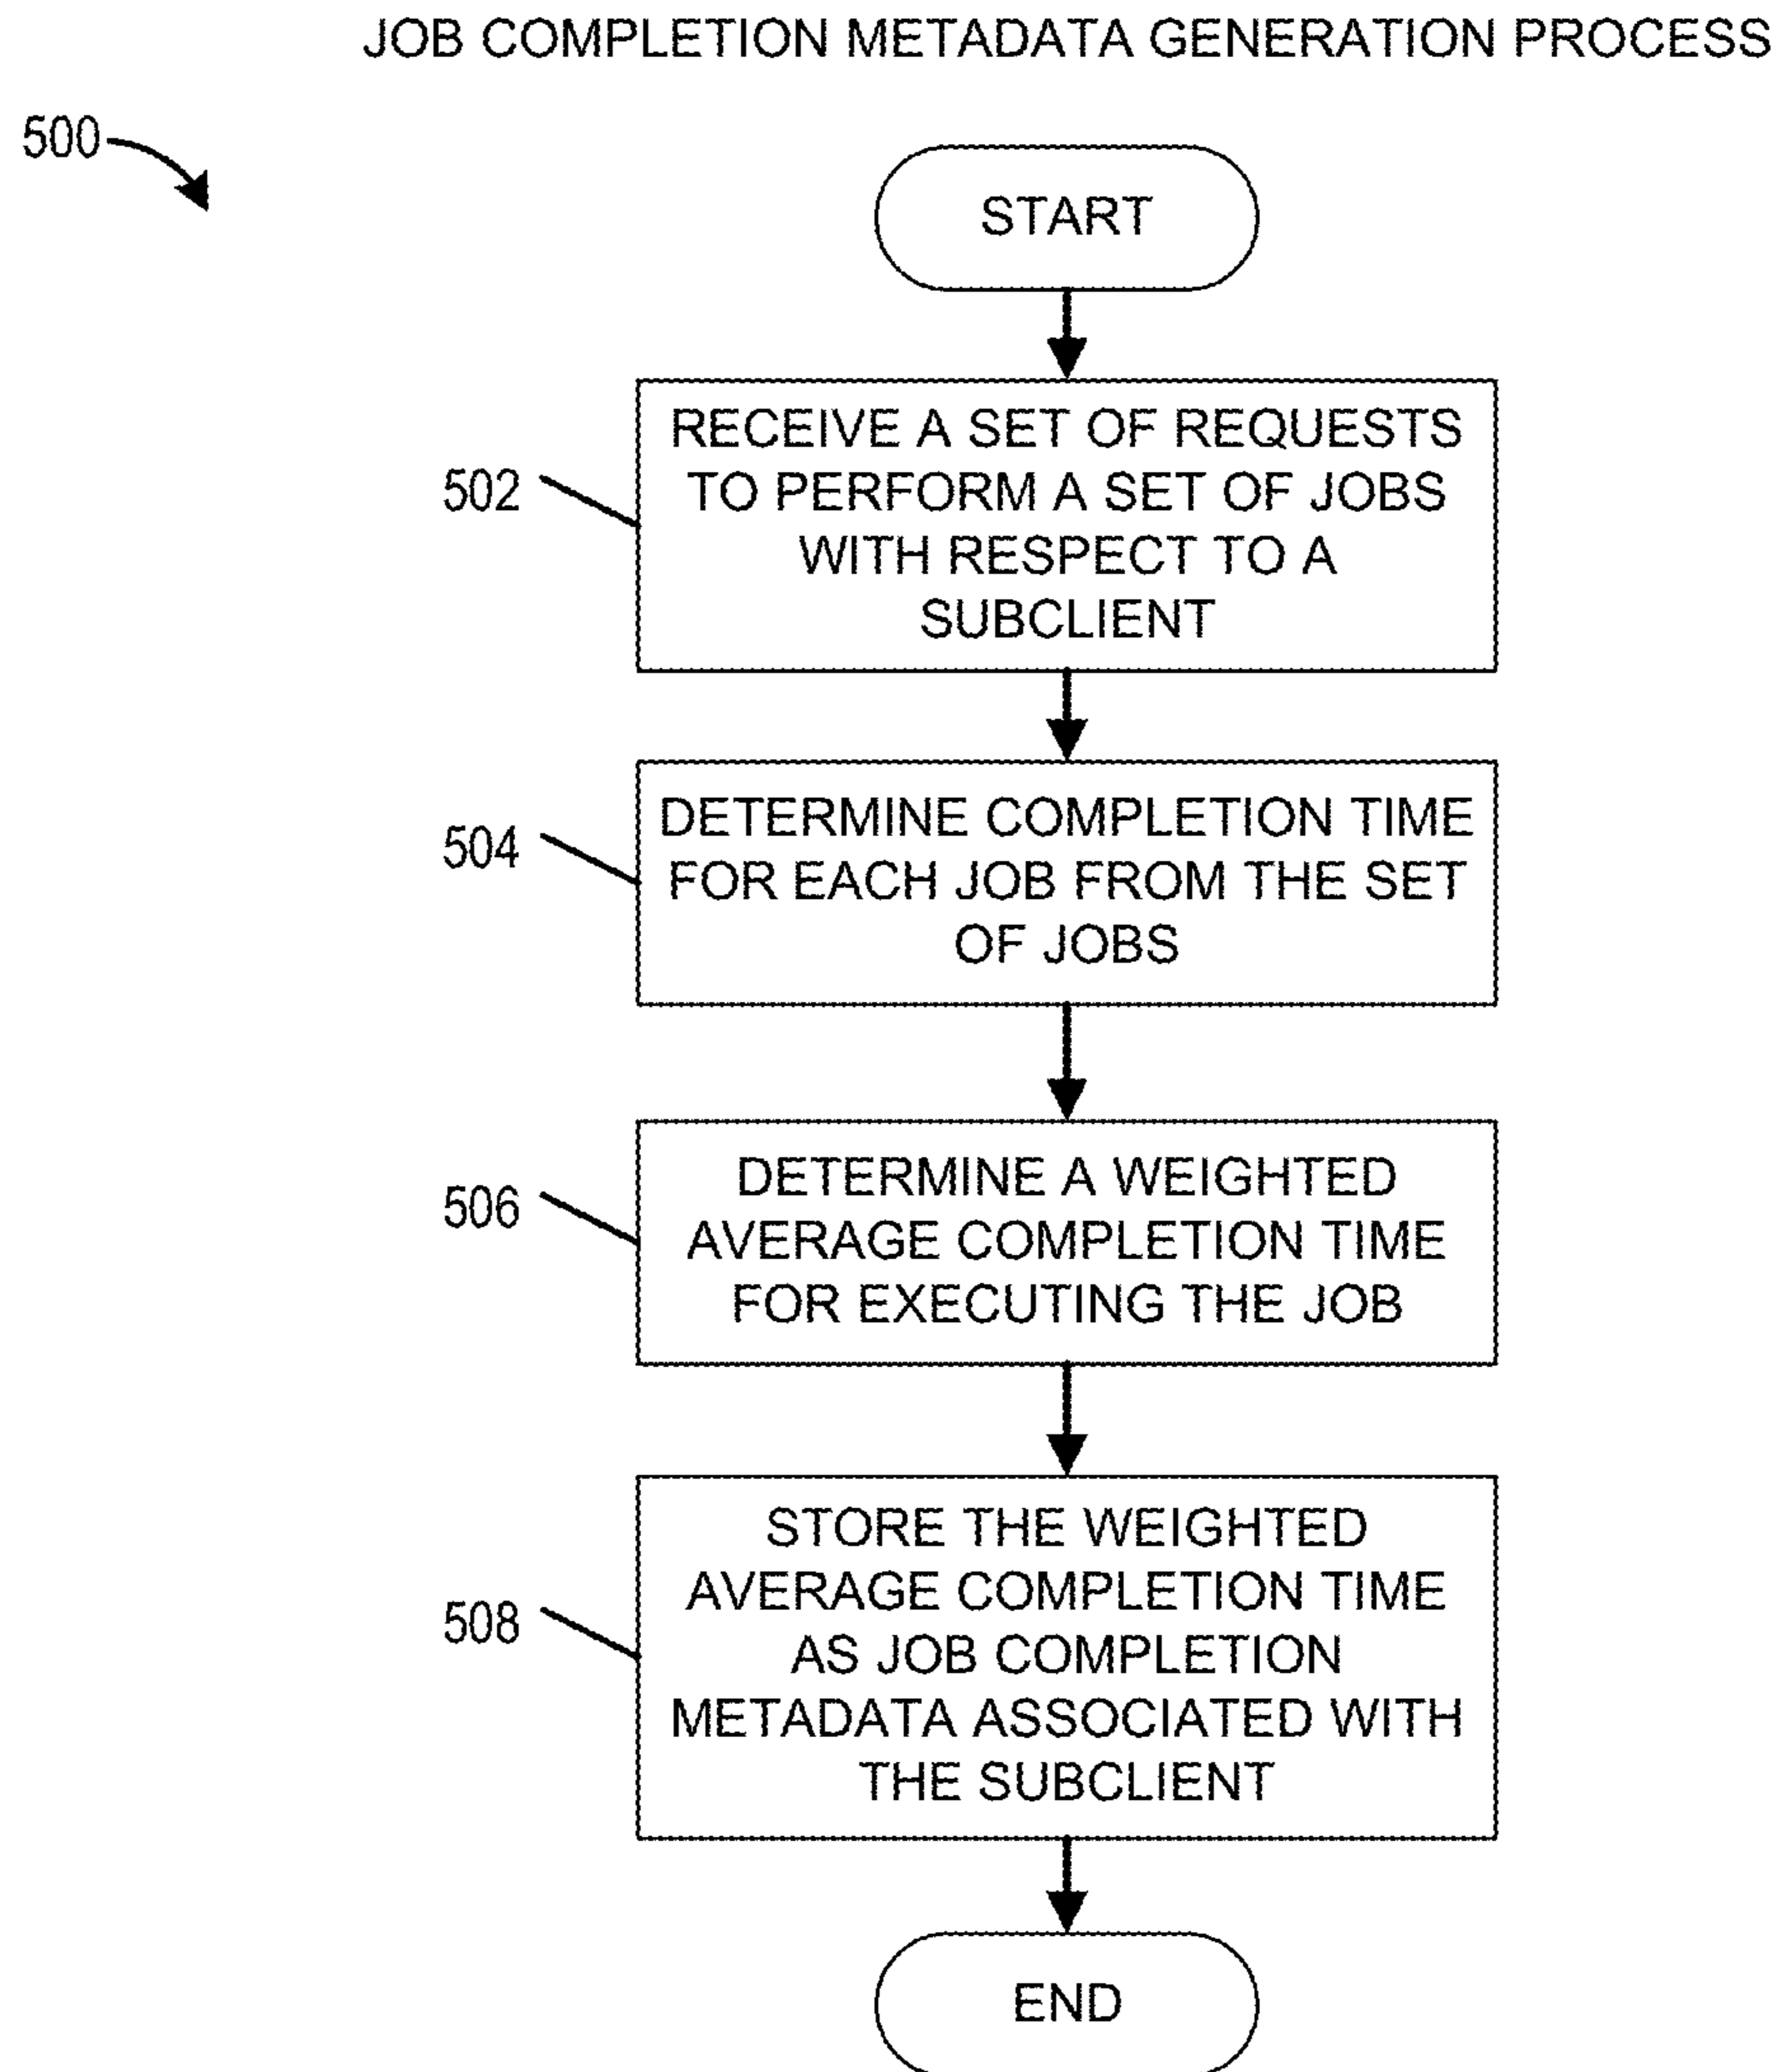 JOB COMPLETION METADATA GENERATION PROCESS
500
START
RECEIVE A SET OF REQUESTS
TO PERFORM A SET OF JOBS
WITH RESPECT TO A
SUBCLIENT
502
DETERMINE COMPLETION TIME
FOR EACH JOB FROM THE SET
OF JOBS
504
DETERMINE A WEIGHTED
AVERAGE COMPLETION TIME
FOR EXECUTING THE JOB
506
STORE THE WEIGHTED
AVERAGE COMPLETION TIME
AS JOB COMPLETION
METADATA ASSOCIATED WITH
THE SUBCLIENT
508
END